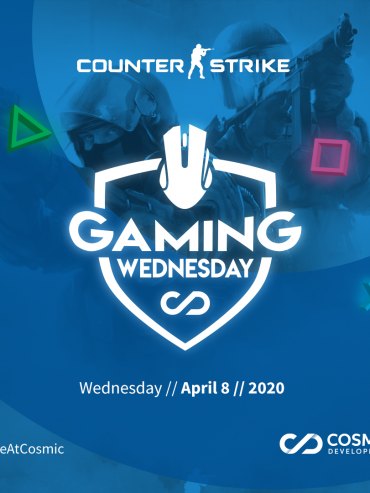 COUNTER STRIKE
GAMING
WEDNESDAY
Wednesday // April 8 // 2020
eAtCosmic
COSM
DEVELOP